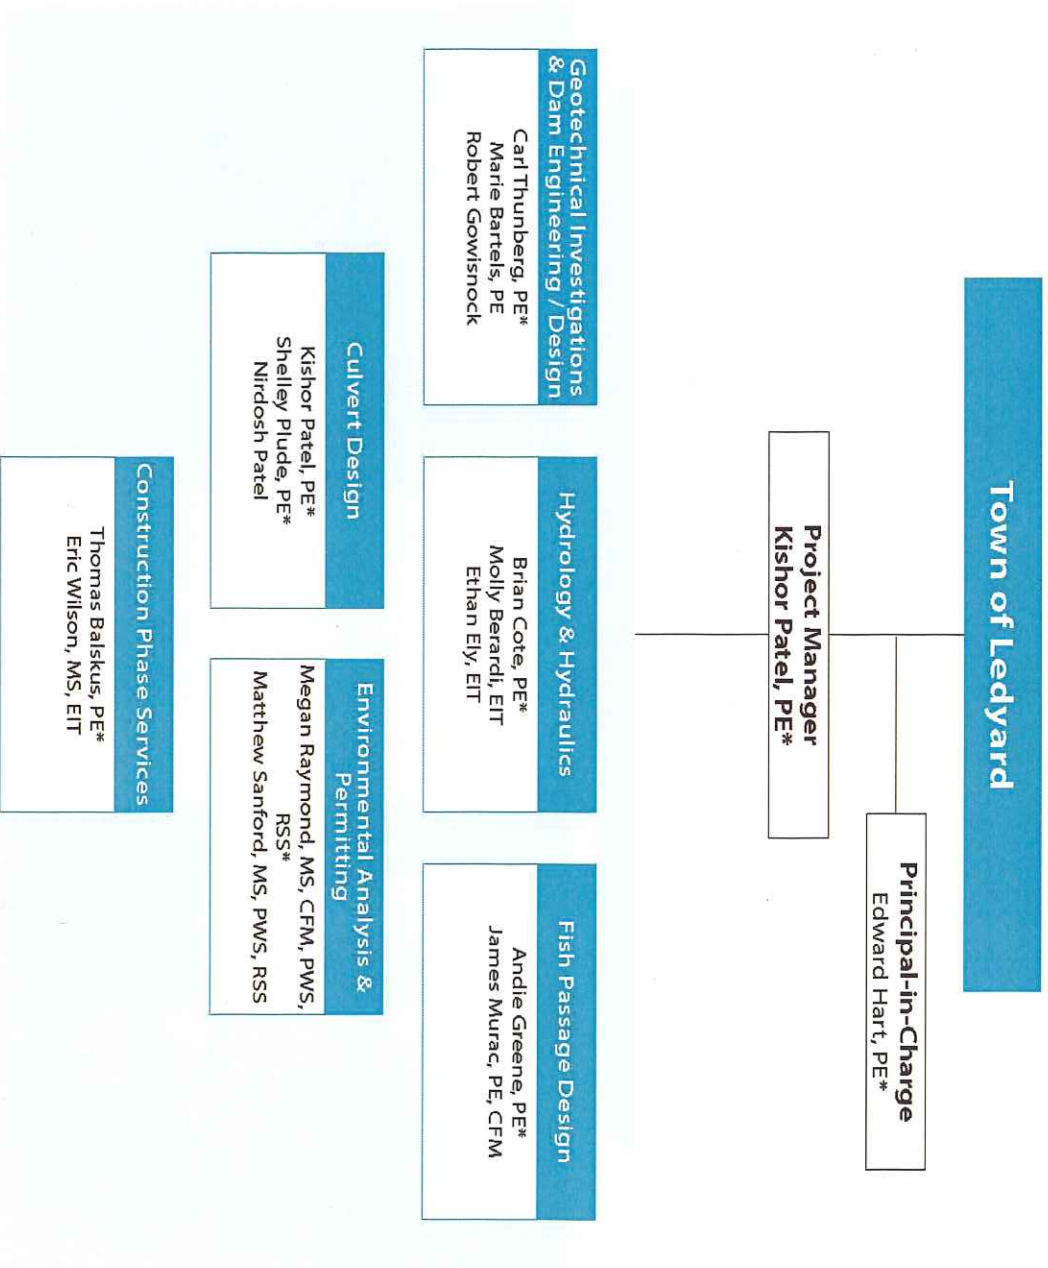 Town of Ledyard
Principal-in-Charge
Edward Hart, PE*
Project Manager
Kishor Patel, PE*
Geotechnical Investigations
& Dam Engineering / Design
Carl Thunberg, PE*
Marie Bartels, PE
Robert Gowisnock
Hydrology & Hydraulics
Brian Cote, PE*
Molly Berardi, EIT
Ethan Ely, EIT
Fish Passage Design
Andie Greene, PE*
James Murac, PE, CFM
Culvert Design
Kishor Patel, PE*
Shelley Plude, PE*
Nirdosh Patel
Environmental Analysis &
Permitting
Megan Raymond, MS, CFM, PWS,
RSS*
Matthew Sanford, MS, PWS, RSS
Construction Phase Services
Thomas Balskus, PE*
Eric Wilson, MS, EIT